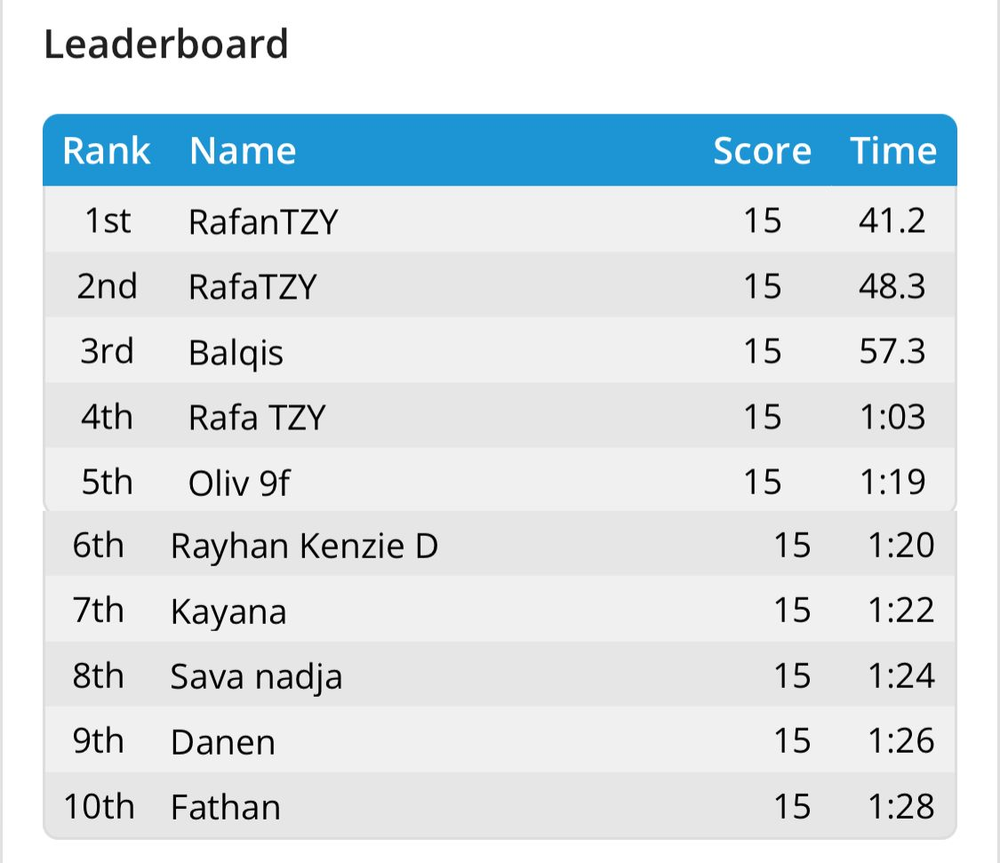 Leaderboard
Rank Name Score Time
1st RafanTZY 15 41.2
2nd RafaTZY 15 48.3
3rd Balqis 15 57.3
4th Rafa TZY 15 1:03
5th Oliv 9f 15 1:19
6th Rayhan Kenzie D 15 1:20
7th Kayana 15 1:22
8th Sava nadja 15 1:24
9th Danen 15 1:26
10th Fathan 15 1:28